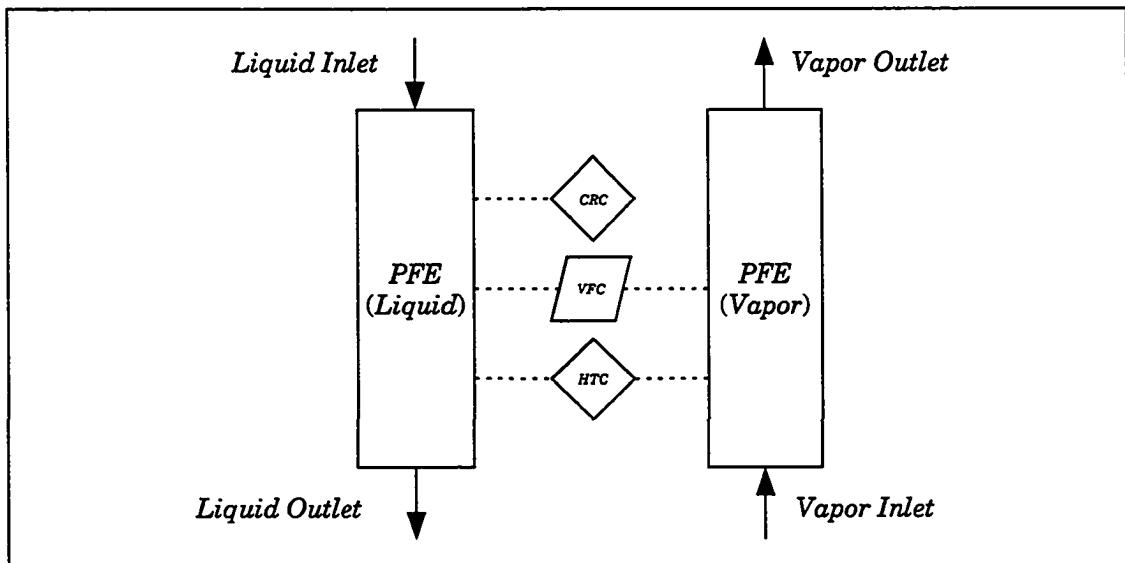 Liquid Inlet
Vapor Outlet
CRC
PFE
(Liquid)
VFC
PFE
(Vapor)
HTC
Liquid Outlet
Vapor Inlet